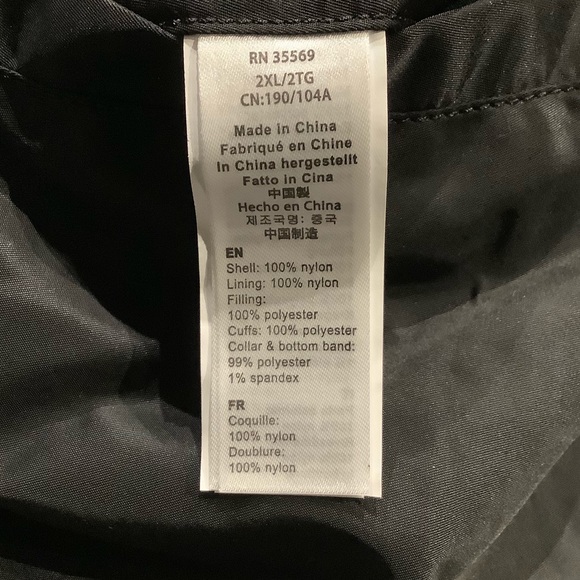 RN 35569
2XL/2TG
CN:190/104A
Made in China
Fabriqué en Chine
In China hergestellt
Fatto in Cina
中国製
Hecho en China
제조국명: 중국
中国制造
EN
Shell: 100% nylon
Lining: 100% nylon
Filling:
100% polyester
Cuffs: 100% polyester
Collar & bottom band:
99% polyester
1% spandex
FR
Coquille:
100% nylon
Doublure:
100% nylon